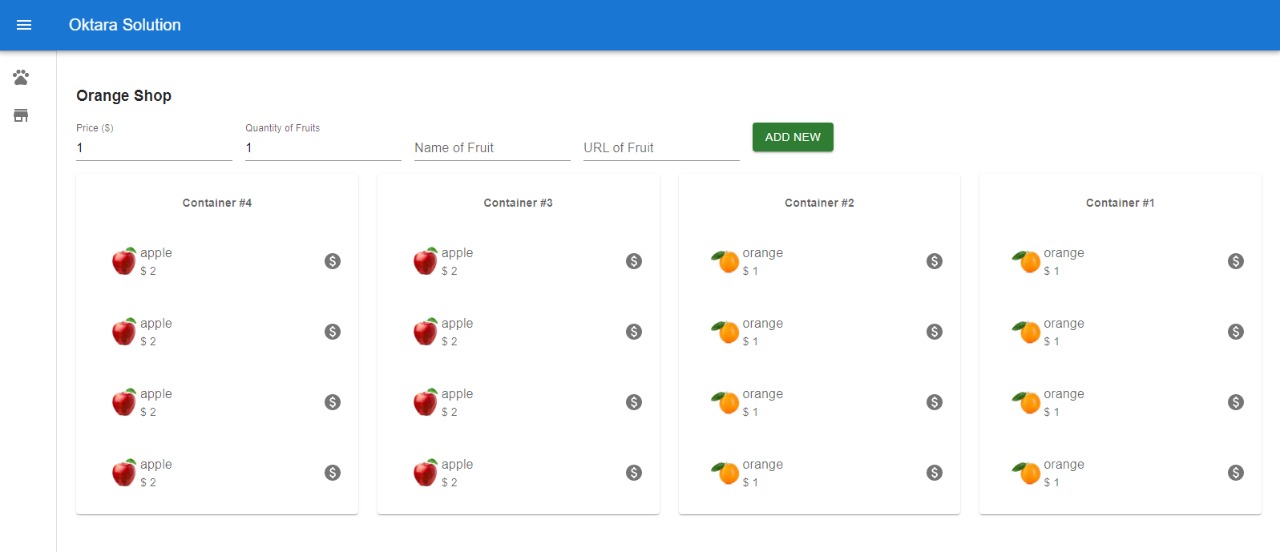 Oktara Solution
Orange Shop
Price ($)
1
Quantity of Fruits
1
Name of Fruit
URL of Fruit
ADD NEW
Container #4
apple
$ 2
apple
$ 2
apple
$ 2
apple
$ 2
Container #3
apple
$ 2
apple
$ 2
apple
$ 2
apple
$ 2
Container #2
orange
$ 1
orange
$ 1
orange
$ 1
orange
$ 1
Container #1
orange
$ 1
orange
$ 1
orange
$ 1
orange
$ 1